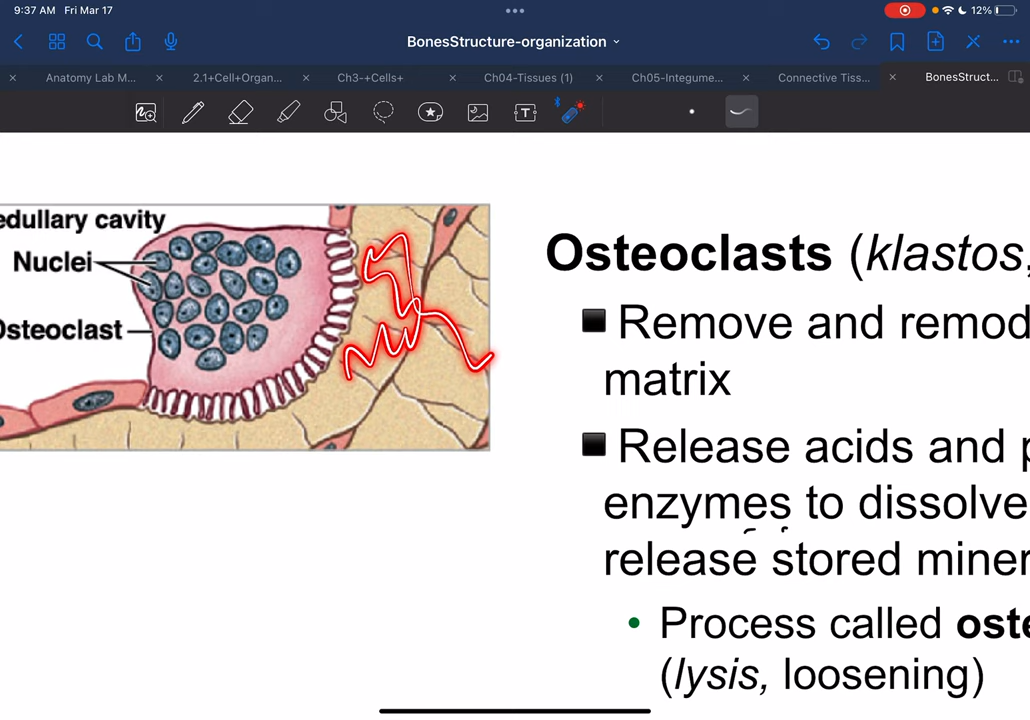 9:37 AM Fri Mar 17
12%
BonesStructure-organization
Anatomy Lab M...
2.1+Cell+Organ...
Ch3-+Cells+
Ch04-Tissues (1)
Ch05-Integume...
Connective Tiss...
BonesStruct...
edullary cavity
Nuclei
Osteoclast
Osteoclasts (klastos,
Remove and remod
matrix
Release acids and p
enzymes to dissolve
release stored miner
Process called oste
(lysis, loosening)